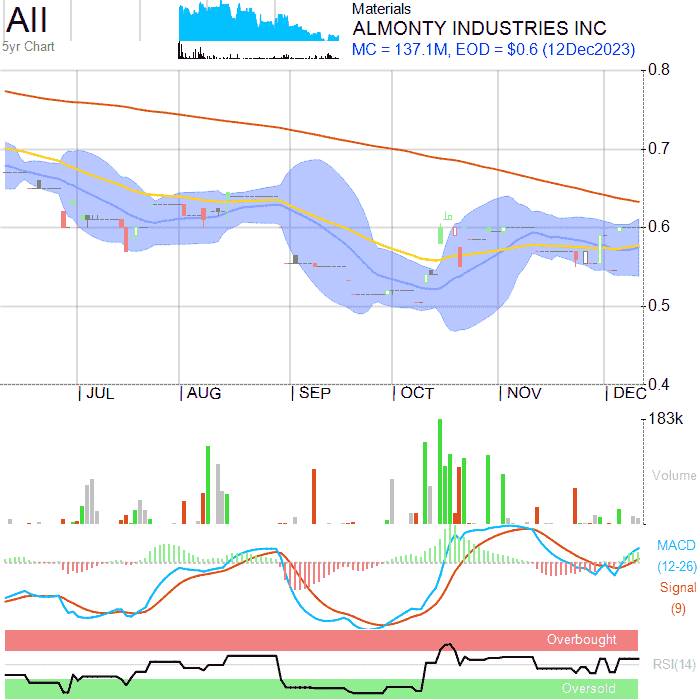 AII
5yr Chart
Materials
ALMONTY INDUSTRIES INC
MC = 137.1M, EOD = $0.6 (12Dec2023)
0.8
0.7
0.6
0.5
0.4
JUL AUG SEP OCT NOV DEC
183k
Volume
MACD
(12-26)
Signal
(9)
Overbought
RSI(14)
Oversold